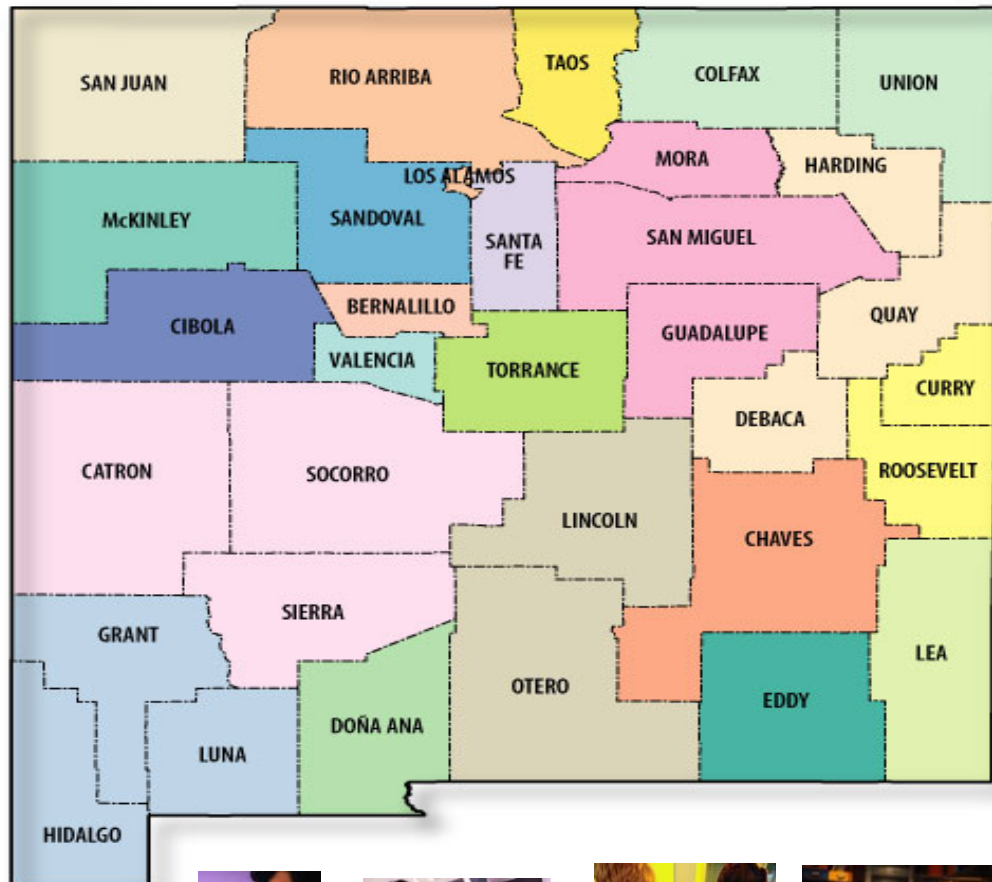 SAN JUAN
RIO ARRIBA
TAOS
COLFAX
UNION
MORA
HARDING
LOS ALAMOS
McKINLEY
SANDOVAL
SANTA
FE
SAN MIGUEL
CIBOLA
BERNALILLO
VALENCIA
TORRANCE
GUADALUPE
QUAY
CURRY
DEBACA
CATRON
SOCORRO
ROOSEVELT
LINCOLN
CHAVES
GRANT
SIERRA
OTERO
EDDY
LEA
DOÑA ANA
LUNA
HIDALGO